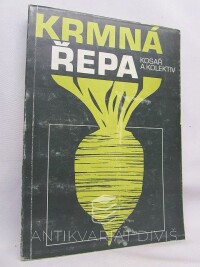 KRMNÁ
ŘEPA
KOSAŘ
A KOLEKTIV
ANTIKVARIÁT DIVIŠ